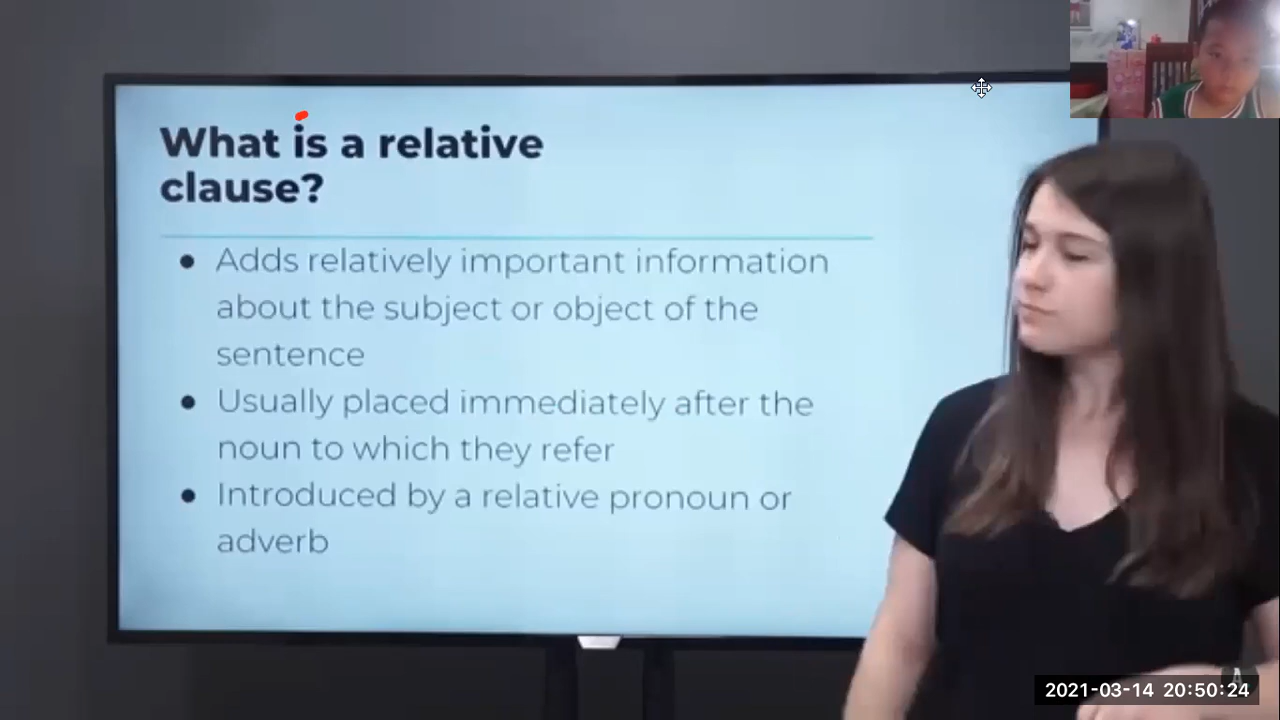 What is a relative
clause?
● Adds relatively important information
about the subject or object of the
sentence
● Usually placed immediately after the
noun to which they refer
● Introduced by a relative pronoun or
adverb
2021-03-14 20:50:24